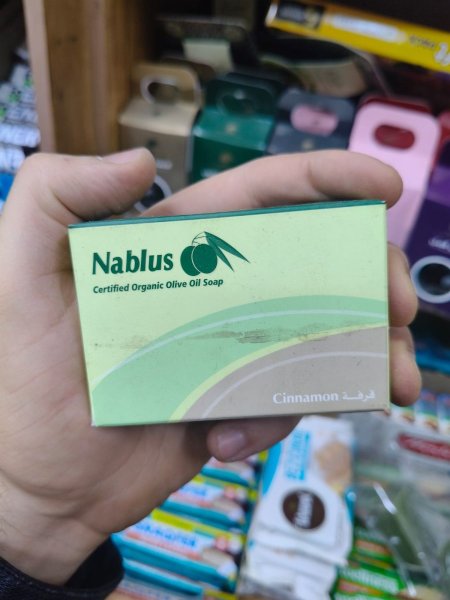 Nablus
Certified Organic Olive Oil Soap
Cinnamon قرفة